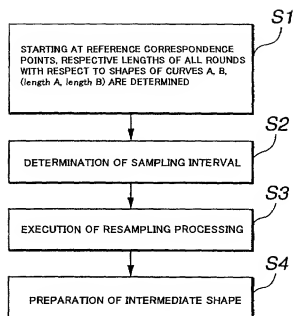 S1
STARTING AT REFERENCE CORRESPONDENCE
POINTS, RESPECTIVE LENGTHS OF ALL ROUNDS
WITH RESPECT TO SHAPES OF CURVES A, B,
(length A, length B) ARE DETERMINED
S2
DETERMINATION OF SAMPLING INTERVAL
S3
EXECUTION OF RESAMPLING PROCESSING
S4
PREPARATION OF INTERMEDIATE SHAPE